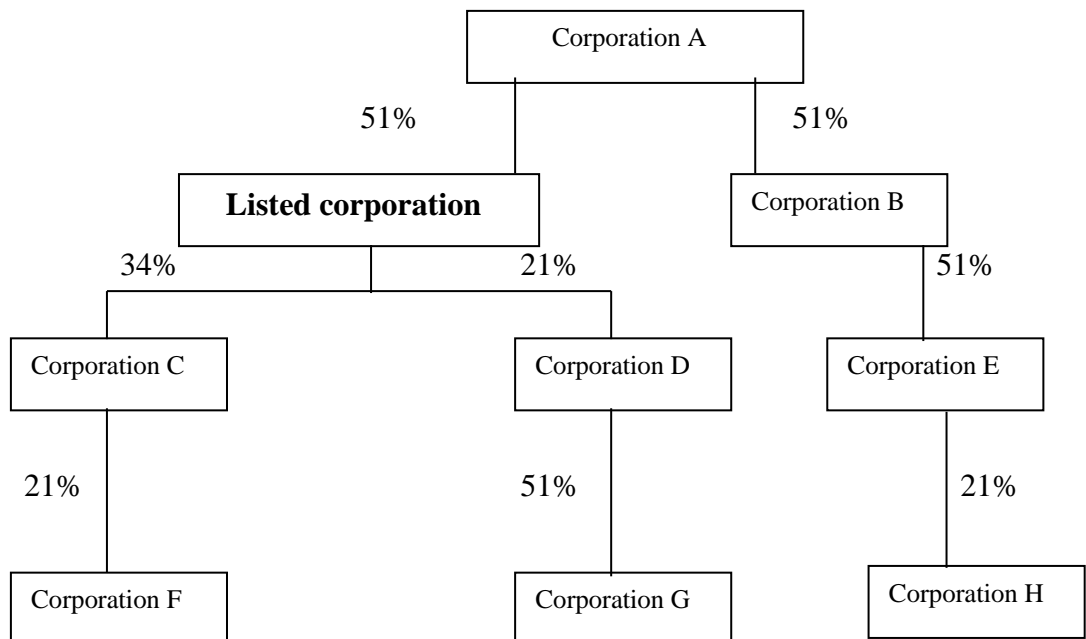 Corporation A
51%
51%
Listed corporation
Corporation B
34%
21%
51%
Corporation C
Corporation D
Corporation E
21%
51%
21%
Corporation F
Corporation G
Corporation H